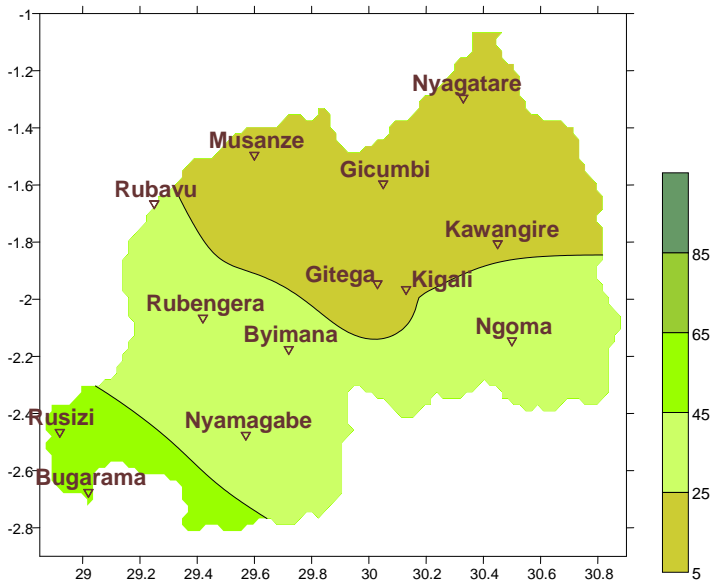 -1
-1.2
Nyagatare
-1.4
Musanze
Gicumbi
-1.6
Rubavu
Kawangire
-1.8
85
Gitega
Kigali
-2
Rubengera
Ngoma
65
Byimana
-2.2
-2.4
Rusizi
Nyamagabe
45
-2.6
Bugarama
25
-2.8
5
29 29.2 29.4 29.6 29.8 30 30.2 30.4 30.6 30.8